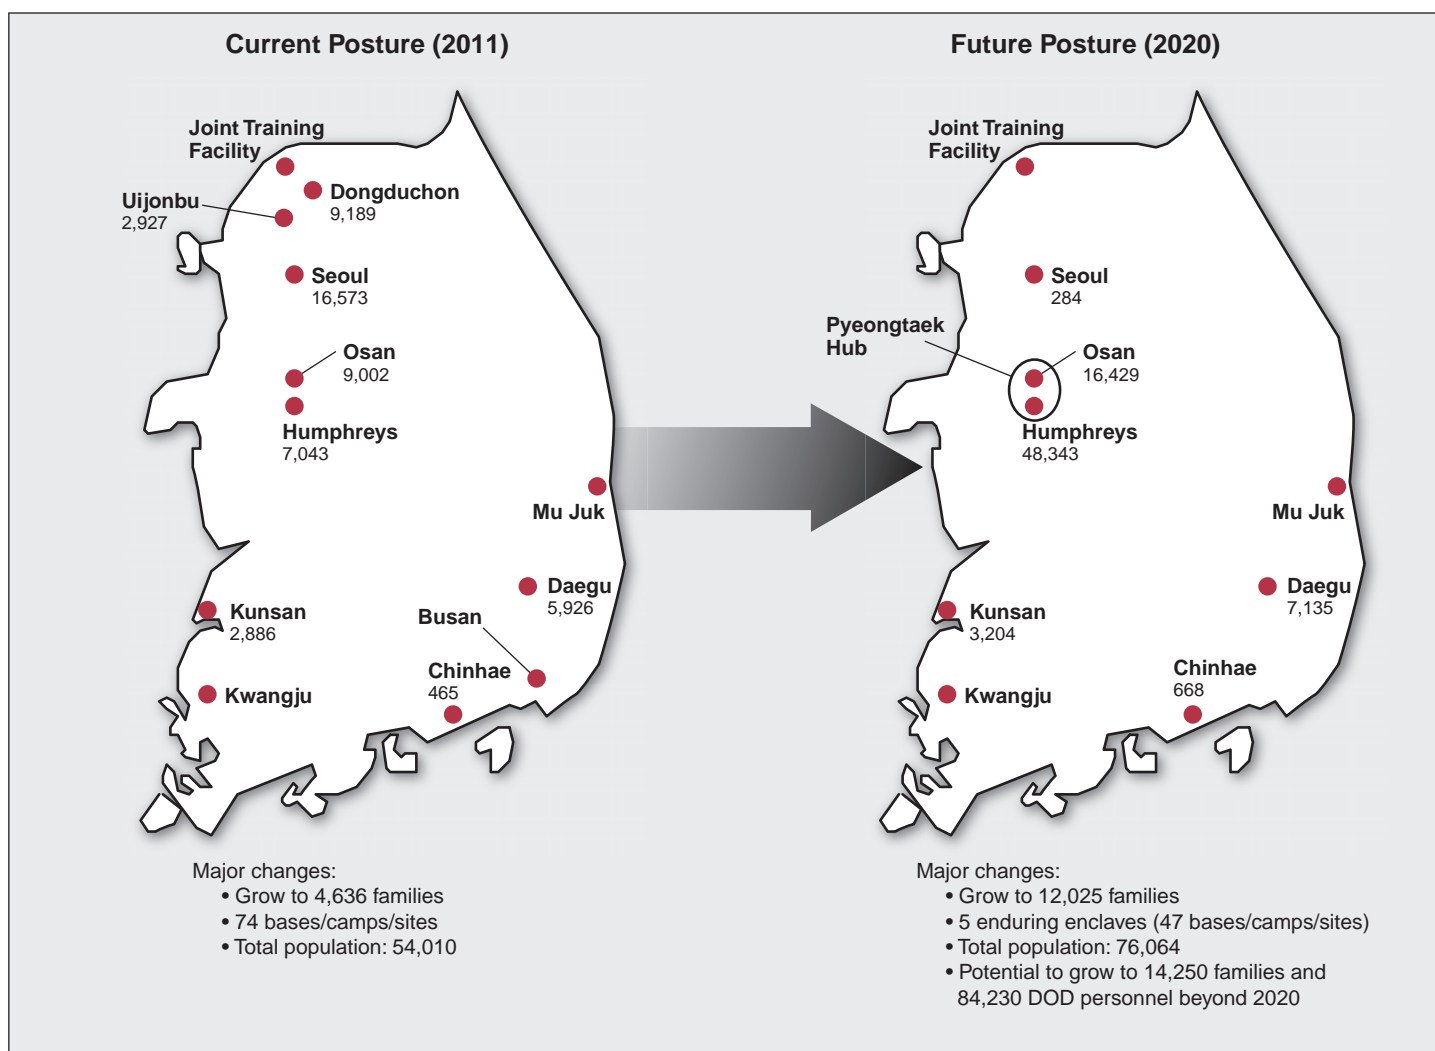 Current Posture (2011)
Joint Training
Facility
Uijonbu
2,927
Dongduchon
9,189
Seoul
16,573
Osan
9,002
Humphreys
7,043
Mu Juk
Daegu
5,926
Busan
Kunsan
2,886
Chinhae
465
Kwangju
Major changes:
• Grow to 4,636 families
• 74 bases/camps/sites
• Total population: 54,010
Future Posture (2020)
Joint Training
Facility
Seoul
284
Pyeongtaek
Hub
Osan
16,429
Humphreys
48,343
Mu Juk
Daegu
7,135
Kunsan
3,204
Chinhae
668
Kwangju
Major changes:
• Grow to 12,025 families
• 5 enduring enclaves (47 bases/camps/sites)
• Total population: 76,064
• Potential to grow to 14,250 families and
84,230 DOD personnel beyond 2020